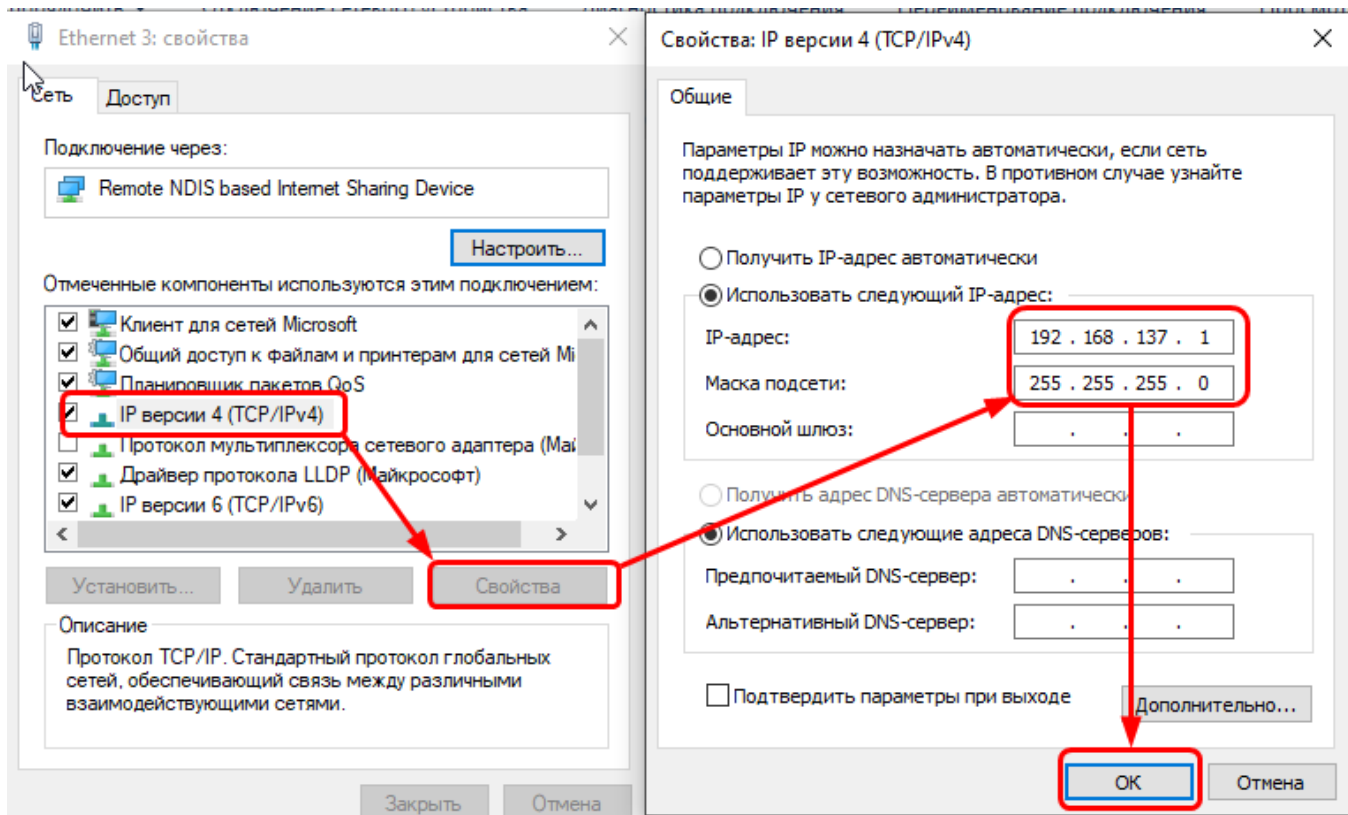 Ethernet 3: свойства
Сеть
Доступ
Подключение через:
Remote NDIS based Internet Sharing Device
Настроить...
Отмеченные компоненты используются этим подключением:
Клиент для сетей Microsoft
Общий доступ к файлам и принтерам для сетей Mi
Планировщик пакетов QoS
IP версии 4 (TCP/IPv4)
Протокол мультиплексора сетевого адаптера (Май
Драйвер протокола LLDP (Майкрософт)
IP версии 6 (TCP/IPv6)
Установить...
Удалить
Свойства
Описание
Протокол TCP/IP. Стандартный протокол глобальных
сетей, обеспечивающий связь между различными
взаимодействующими сетями.
Закрыть
Отмена
Свойства: IP версии 4 (TCP/IPv4)
Общие
Параметры IP можно назначать автоматически, если сеть
поддерживает эту возможность. В противном случае узнайте
параметры IP у сетевого администратора.
Получить IP-адрес автоматически
Использовать следующий IP-адрес:
IP-адрес:
192 . 168 . 137 . 1
Маска подсети:
255 . 255 . 255 . 0
Основной шлюз:
Получить адрес DNS-сервера автоматически
Использовать следующие адреса DNS-серверов:
Предпочитаемый DNS-сервер:
Альтернативный DNS-сервер:
Подтвердить параметры при выходе
Дополнительно...
ОК
Отмена